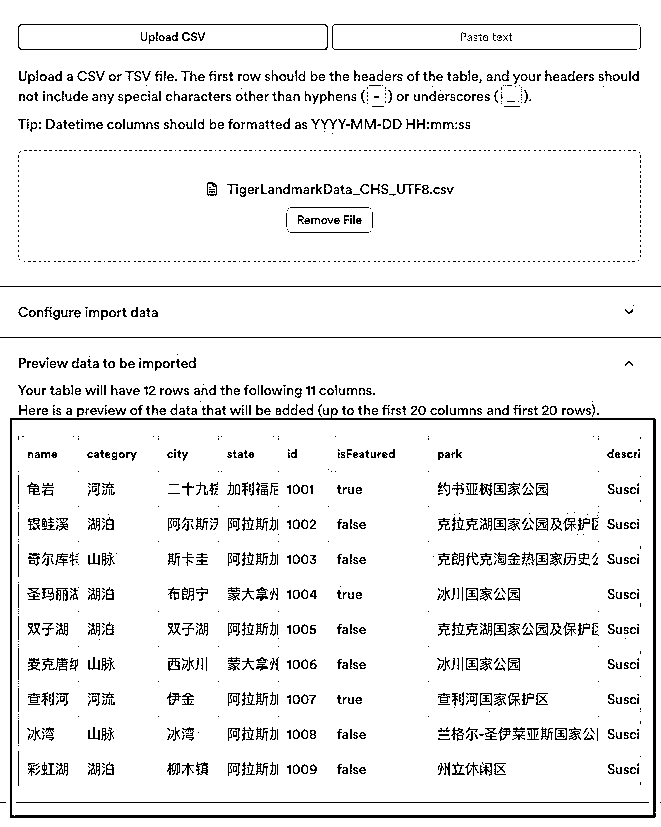 Upload CSV Paste text
Upload a CSV or TSV file. The first row should be the headers of the table, and your headers should
not include any special characters other than hyphens ( - ) or underscores ( _ ).
Tip: Datetime columns should be formatted as YYYY-MM-DD HH:mm:ss
TigerLandmarkData_CHS_UTF8.csv
Remove File
Configure import data
Preview data to be imported
Your table will have 12 rows and the following 11 columns.
Here is a preview of the data that will be added (up to the first 20 columns and first 20 rows).
name category city state id isFeatured park descri
龟岩 河流 二十九棕 加利福尼 1001 true 约书亚树国家公园 Susci
银鲑溪 湖泊 阿尔斯 阿拉斯加 1002 false 克拉克湖国家公园及保护区 Susci
奇尔库特 山脉 斯卡圭 阿拉斯加 1003 false 克朗代克淘金热国家历史公 Susci
圣玛丽湖 湖泊 布朗宁 蒙大拿州 1004 true 冰川国家公园 Susci
双子湖 湖泊 双子湖 阿拉斯加 1005 false 克拉克湖国家公园及保护区 Susci
麦克唐纳 山脉 西冰川 蒙大拿州 1006 false 冰川国家公园 Susci
查利河 河流 伊金 阿拉斯加 1007 true 查利河国家保护区 Susci
冰湾 山脉 冰湾 阿拉斯加 1008 false 兰格尔-圣伊莱亚斯国家公 Susci
彩虹湖 湖泊 柳木镇 阿拉斯加 1009 false 州立休闲区 Susci